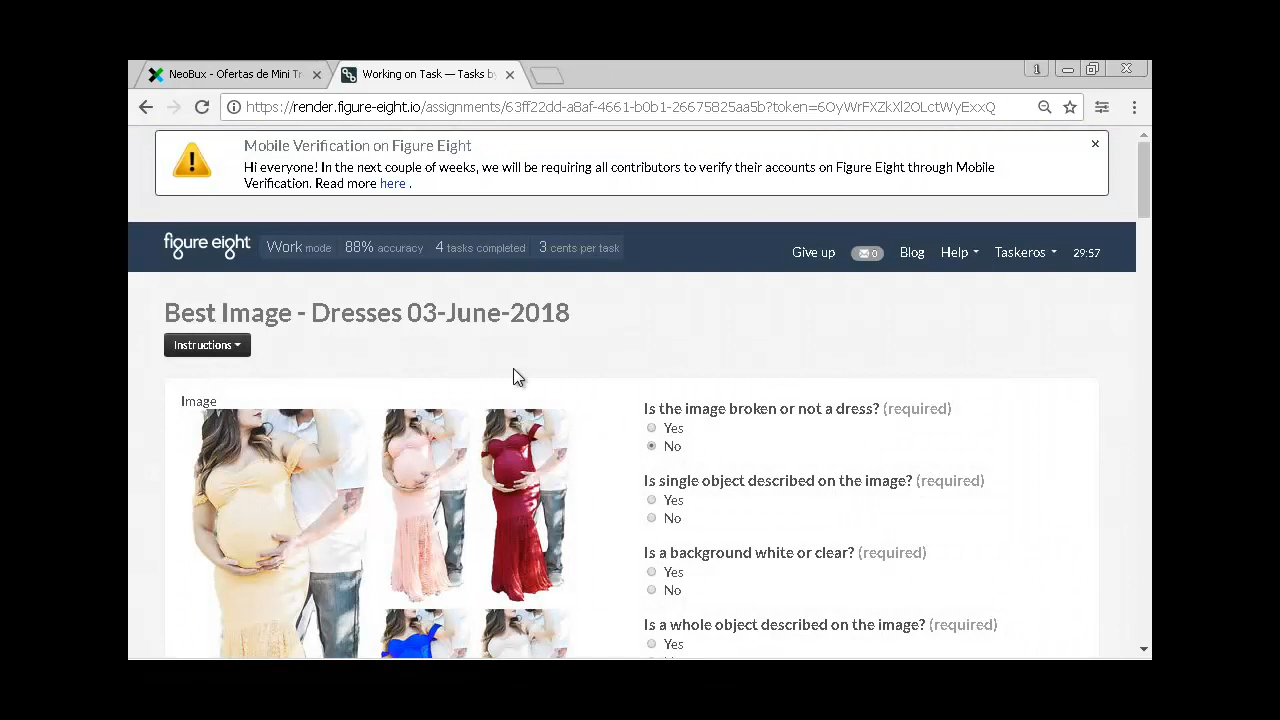 NeoBux - Ofertas de Mini Tr
Working on Task — Tasks by
https://render.figure-eight.io/assignments/63ff22dd-a8af-4661-b0b1-26675825aa5b?token=6OyWrFXZkXl2OLctWyExxQ
Mobile Verification on Figure Eight
Hi everyone! In the next couple of weeks, we will be requiring all contributors to verify their accounts on Figure Eight through Mobile
Verification. Read more here .
figure eight Work mode 88% accuracy 4 tasks completed 3 cents per task Give up 0 Blog Help Taskeros 29:57
Best Image - Dresses 03-June-2018
Instructions
Image
Is the image broken or not a dress? (required)
Yes
No
Is single object described on the image? (required)
Yes
No
Is a background white or clear? (required)
Yes
No
Is a whole object described on the image? (required)
Yes